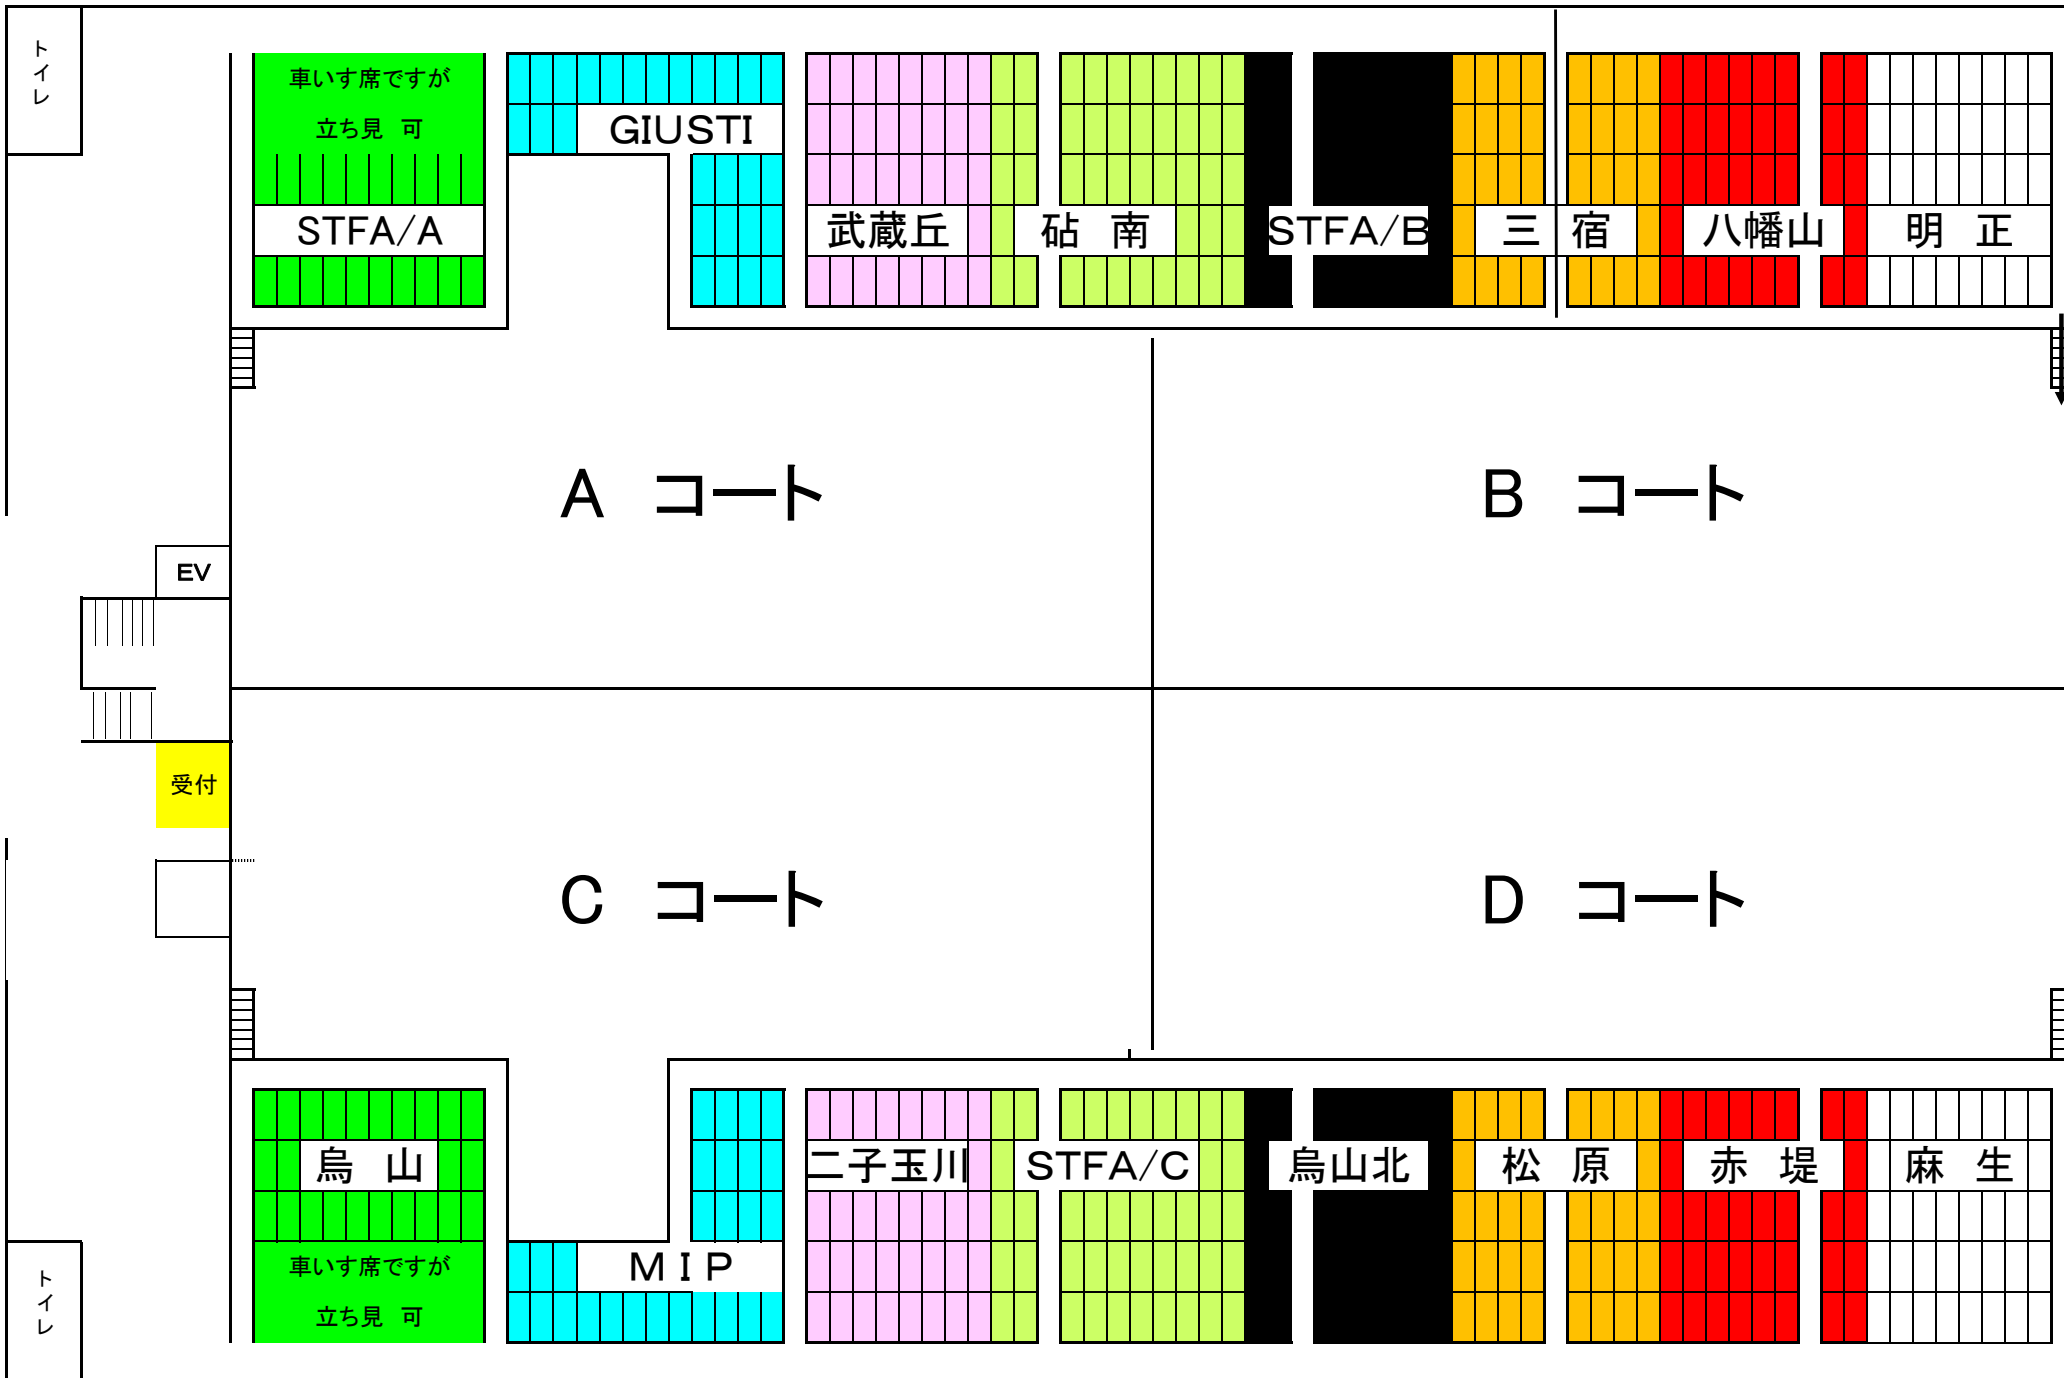 トイレ
車いす席ですが
立ち見　可
GIUSTI
STFA/A
武蔵丘
砧　南
STFA/B
三　宿
八幡山
明　正
A　コート
B　コート
EV
受付
C　コート
D　コート
烏　山
二子玉川
STFA/C
烏山北
松　原
赤　堤
麻　生
車いす席ですが
立ち見　可
ＭＩＰ
トイレ